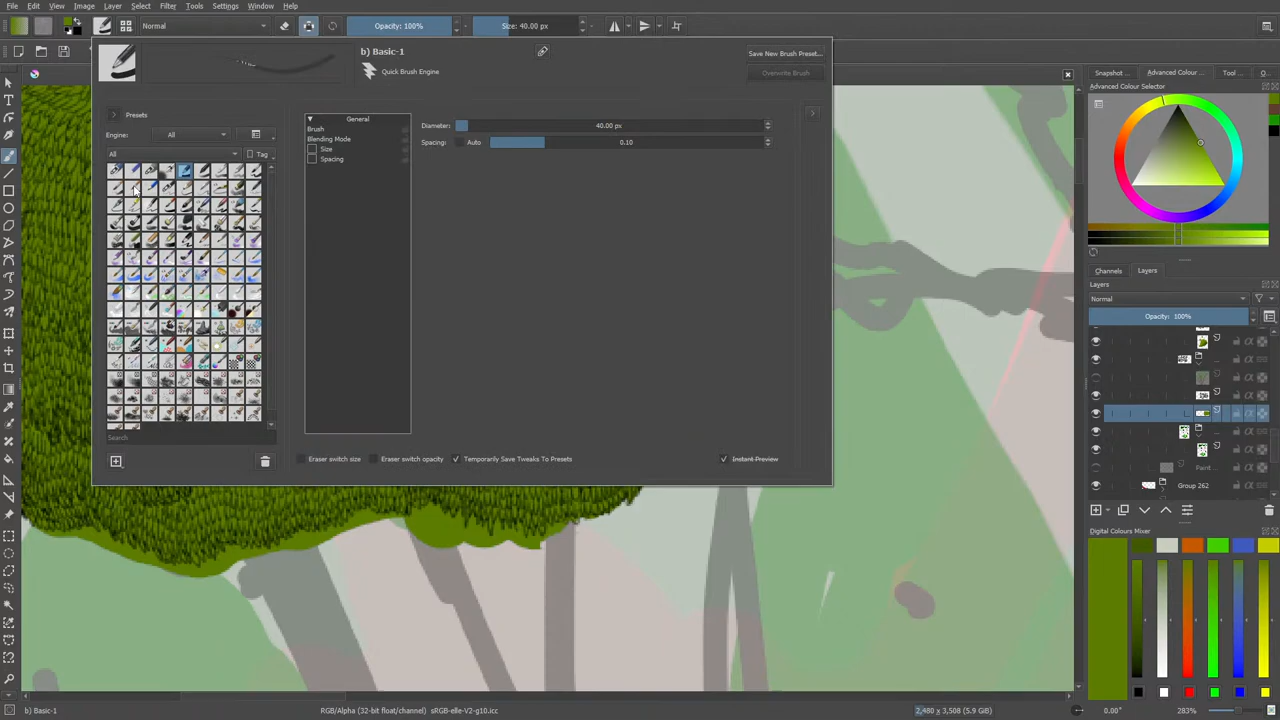 File Edit View Image Layer Select Filter Tools Settings Window Help
Normal Opacity: 100% Size: 40.00 px
b) Basic-1
Quick Brush Engine
Save New Brush Preset...
Overwrite Brush
Presets
Engine: All
All Tag
Search
General
Brush
Blending Mode
Size
Spacing
Diameter: 40.00 px
Spacing: Auto 0.10
Eraser switch size Eraser switch opacity Temporarily Save Tweaks To Presets Instant Preview
Snapshot ... Advanced Colour ... Tool ... O...
Advanced Colour Selector
Channels Layers
Layers
Normal
Opacity: 100%
Paint ...
Group 262
Digital Colours Mixer
b) Basic-1 RGB/Alpha (32-bit float/channel) sRGB-elle-V2-g10.icc 2,480 x 3,508 (5.9 GiB) 0.00° 283%